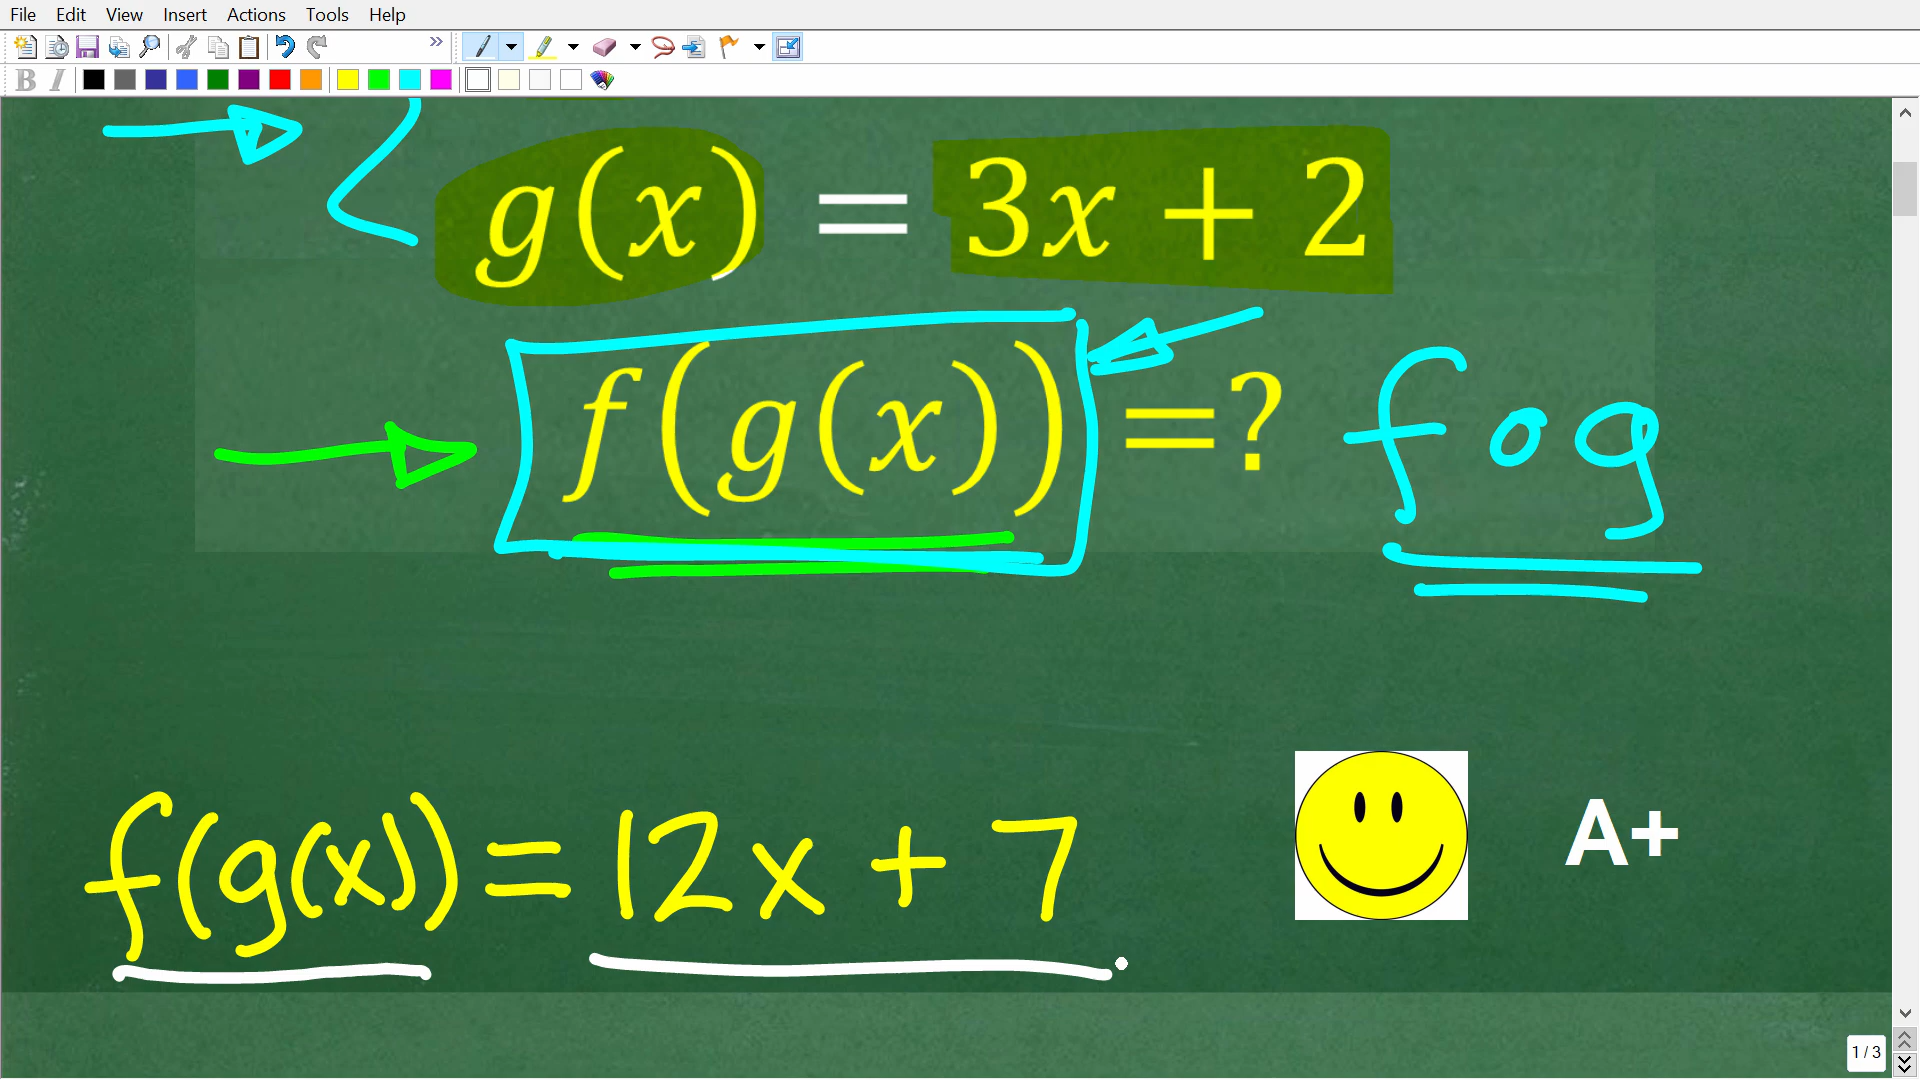 File Edit View Insert Actions Tools Help
B I
g(x) = 3x + 2
f(g(x)) =? fog
f(g(x)) = 12x + 7
A+
1 / 3